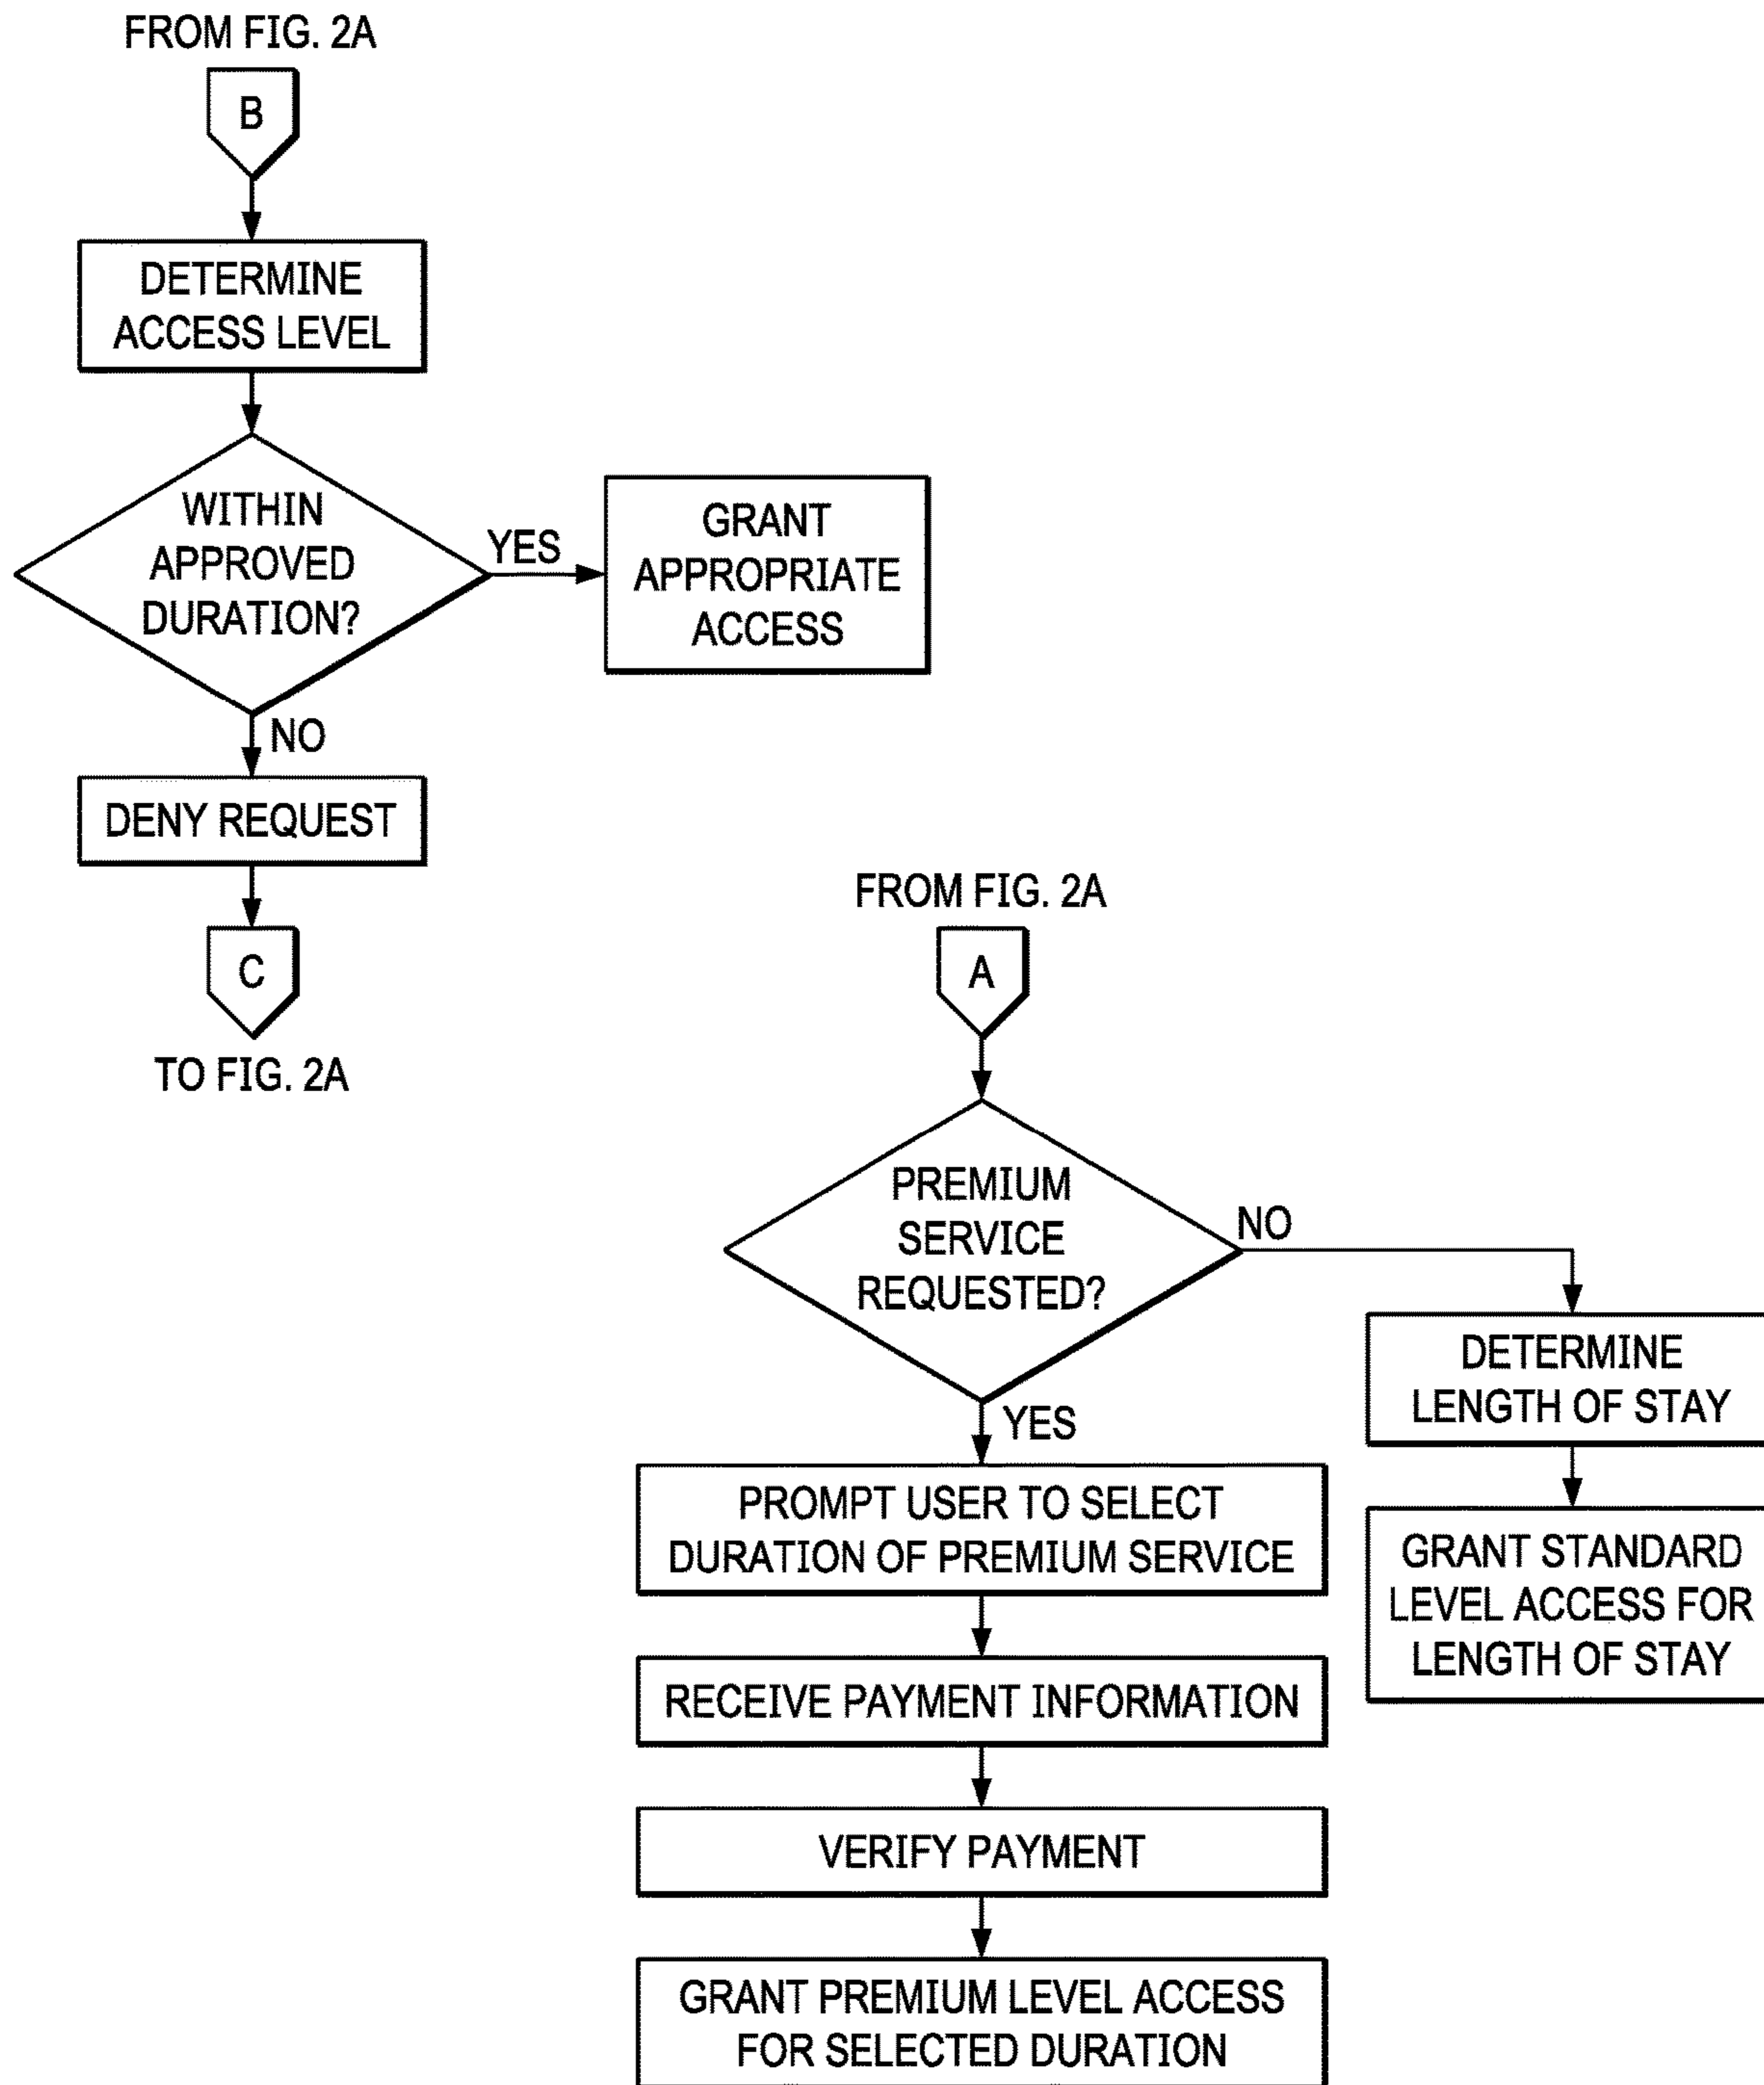 FROM FIG. 2A
B
DETERMINE
ACCESS LEVEL
WITHIN
APPROVED
DURATION?
YES
GRANT
APPROPRIATE
ACCESS
NO
DENY REQUEST
C
TO FIG. 2A
FROM FIG. 2A
A
PREMIUM
SERVICE
REQUESTED?
NO
DETERMINE
LENGTH OF STAY
GRANT STANDARD
LEVEL ACCESS FOR
LENGTH OF STAY
YES
PROMPT USER TO SELECT
DURATION OF PREMIUM SERVICE
RECEIVE PAYMENT INFORMATION
VERIFY PAYMENT
GRANT PREMIUM LEVEL ACCESS
FOR SELECTED DURATION